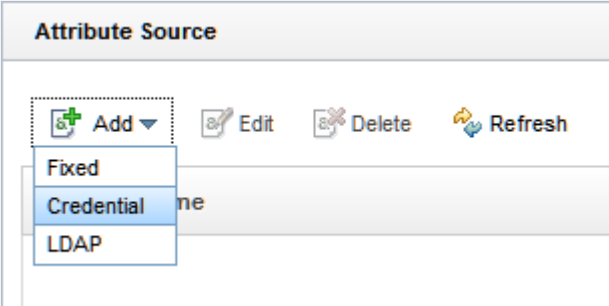 Attribute Source
Add Edit Delete Refresh
Fixed
Credential
LDAP